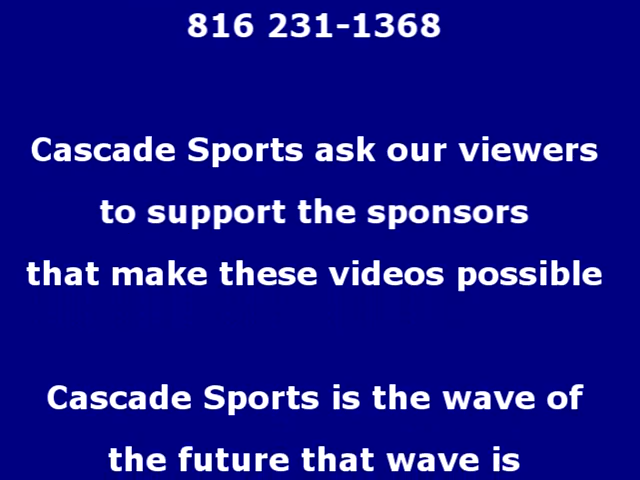 816 231-1368
Cascade Sports ask our viewers
to support the sponsors
that make these videos possible
Cascade Sports is the wave of
the future that wave is